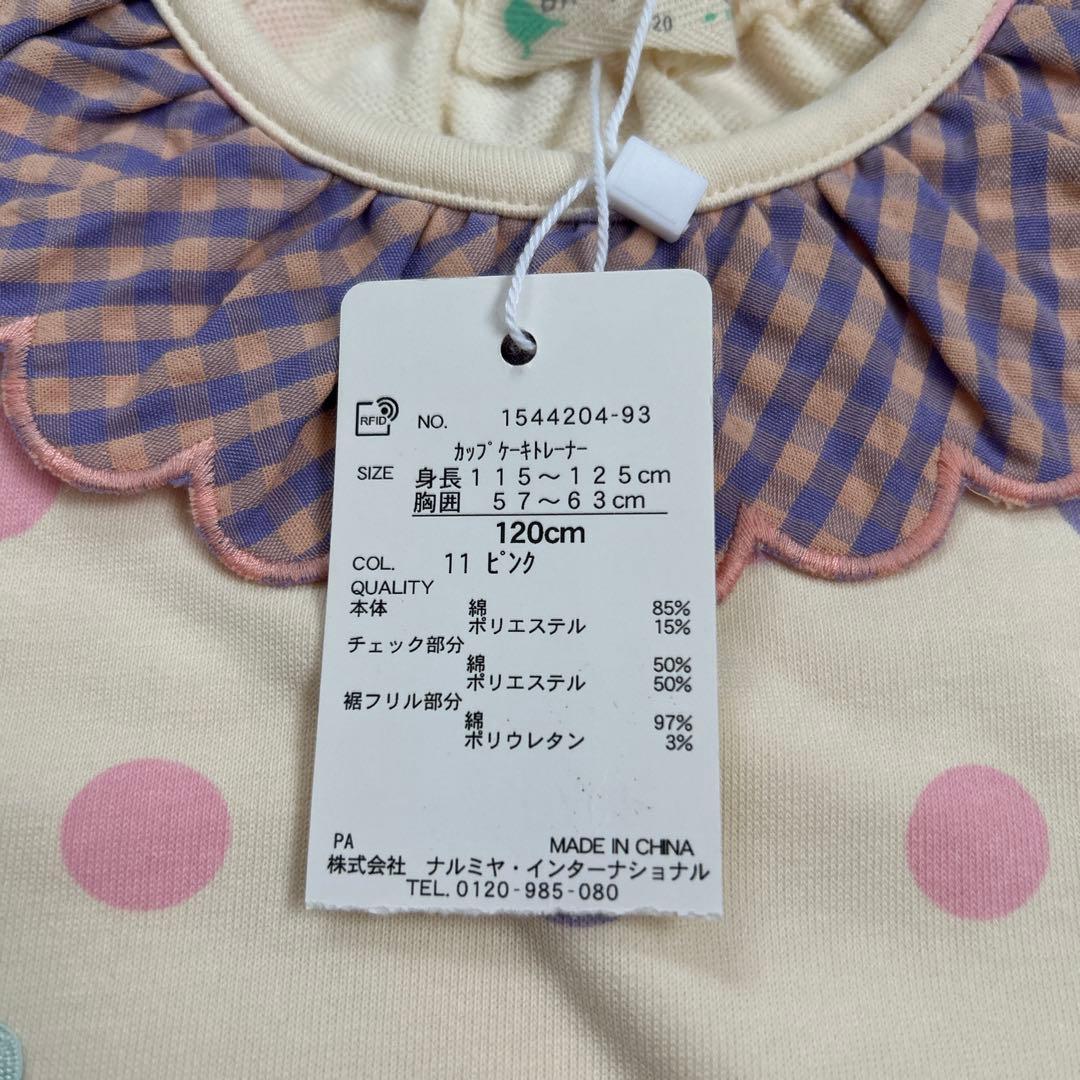 20
RFID NO. 1544204-93
ｶｯﾌﾟｹｰｷﾄﾚｰﾅｰ
SIZE 身長115～125cm
胸囲 57～63cm
120cm
COL. 11 ﾋﾟﾝｸ
QUALITY
本体 綿 85%
ポリエステル 15%
チェック部分
綿 50%
ポリエステル 50%
裾フリル部分
綿 97%
ポリウレタン 3%
PA MADE IN CHINA
株式会社 ナルミヤ・インターナショナル
TEL. 0120-985-080